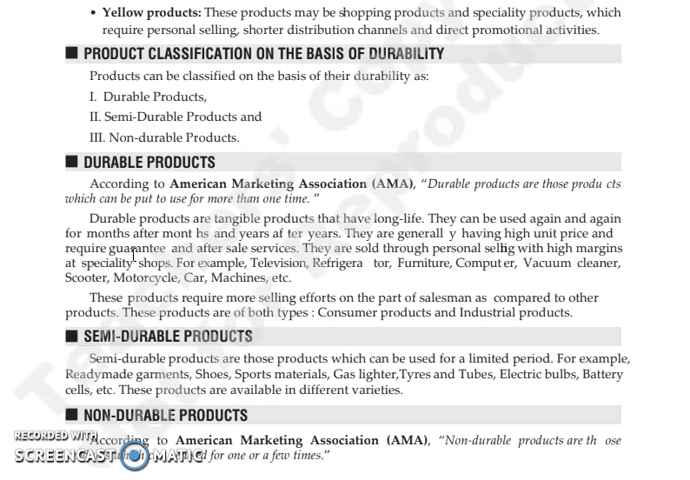 • Yellow products: These products may be shopping products and speciality products, which
require personal selling, shorter distribution channels and direct promotional activities.
PRODUCT CLASSIFICATION ON THE BASIS OF DURABILITY
Products can be classified on the basis of their durability as:
I. Durable Products,
II. Semi-Durable Products and
III. Non-durable Products.
DURABLE PRODUCTS
According to American Marketing Association (AMA), “Durable products are those produ cts
which can be put to use for more than one time. ”
Durable products are tangible products that have long-life. They can be used again and again
for months after mont hs and years af ter years. They are generall y having high unit price and
require guarantee and after sale services. They are sold through personal selling with high margins
at speciality shops. For example, Television, Refrigera tor, Furniture, Comput er, Vacuum cleaner,
Scooter, Motorcycle, Car, Machines, etc.
These products require more selling efforts on the part of salesman as compared to other
products. These products are of both types : Consumer products and Industrial products.
SEMI-DURABLE PRODUCTS
Semi-durable products are those products which can be used for a limited period. For example,
Readymade garments, Shoes, Sports materials, Gas lighter,Tyres and Tubes, Electric bulbs, Battery
cells, etc. These products are available in different varieties.
NON-DURABLE PRODUCTS
According to American Marketing Association (AMA), “Non-durable products are th ose
for one or a few times.”
RECORDED WITH
SCREENCAST MATIC